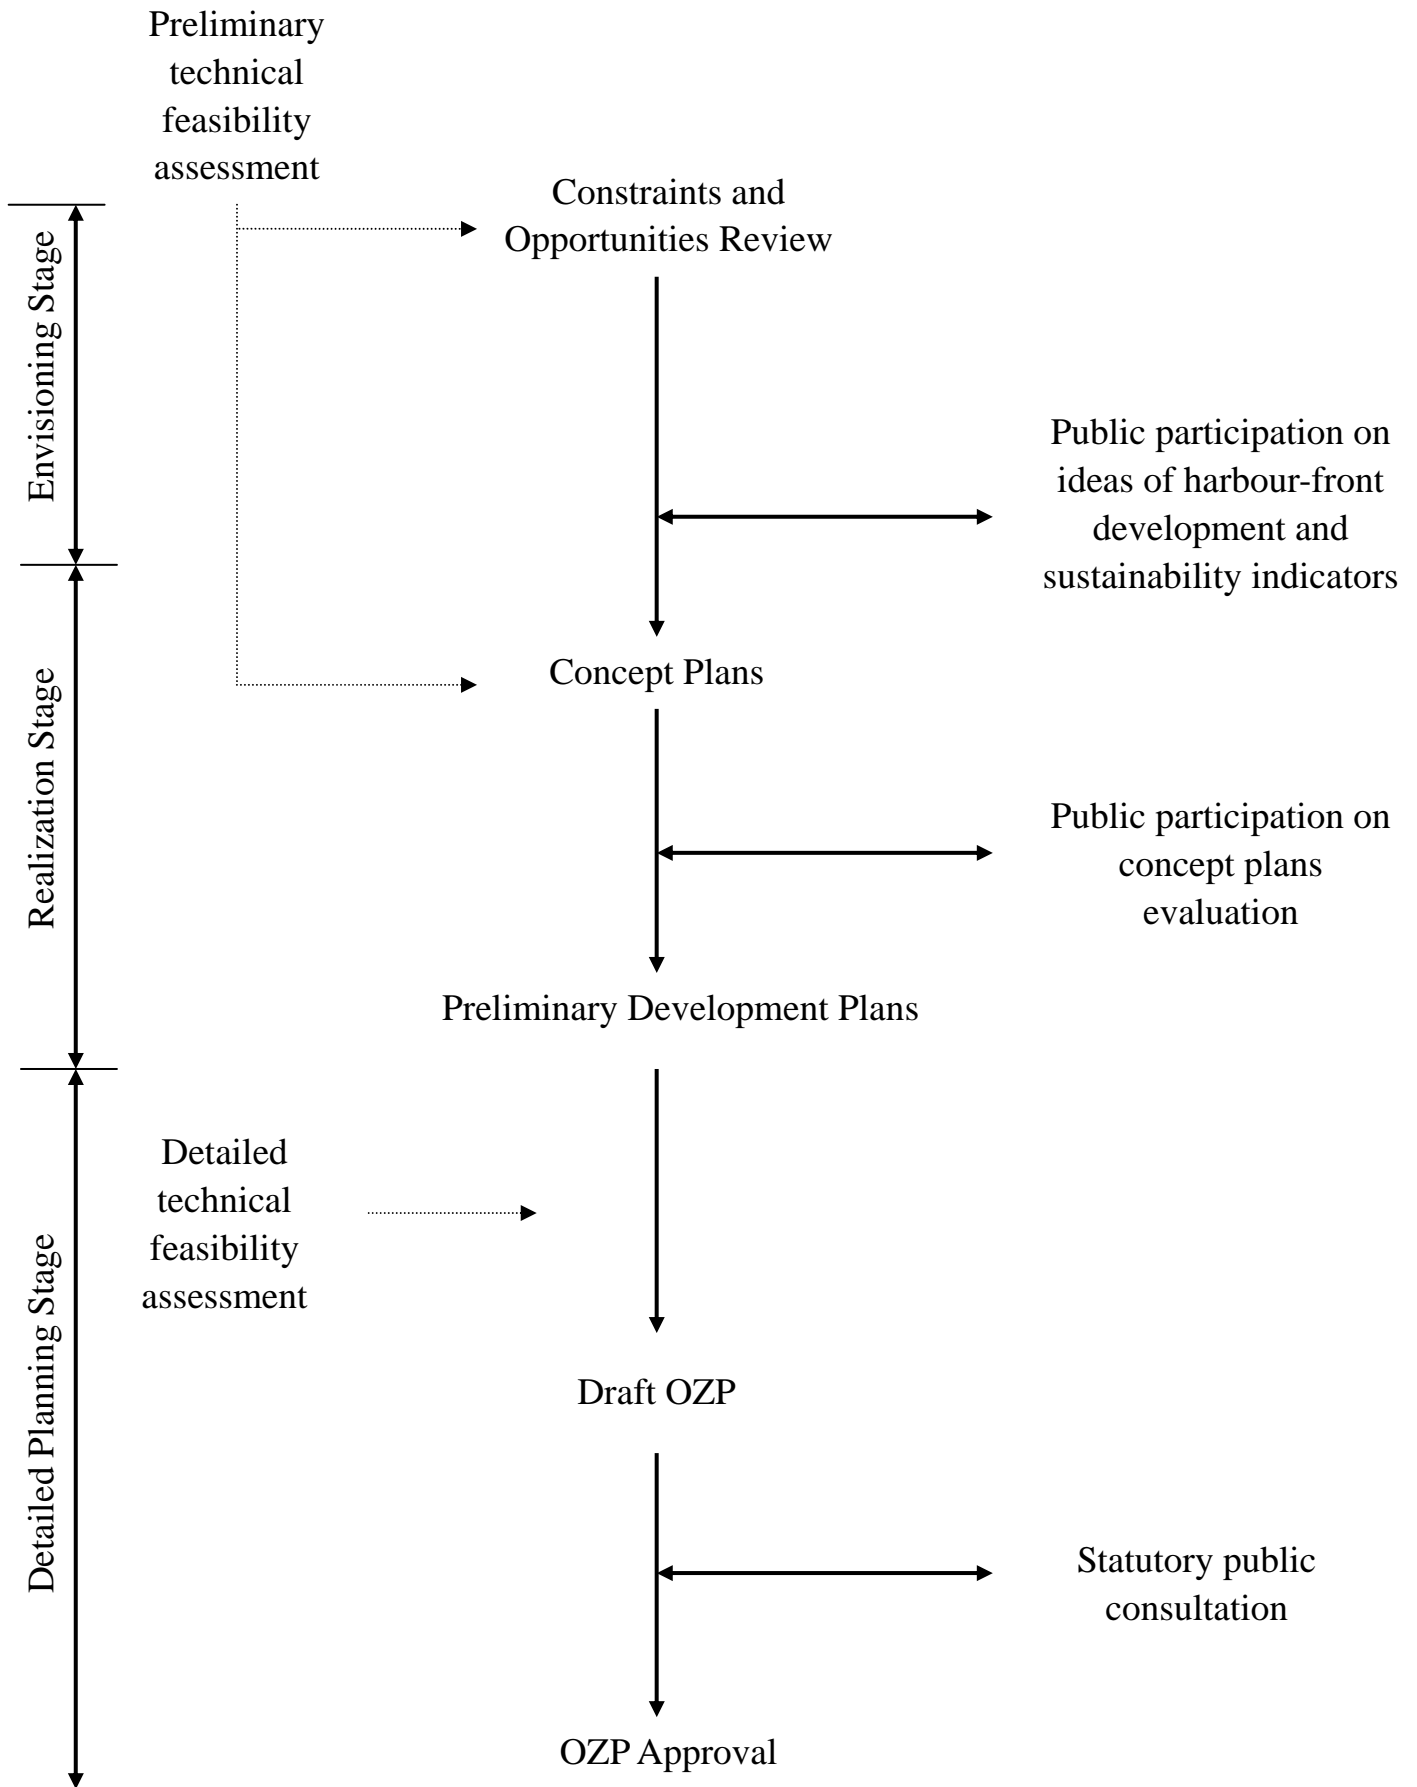 Preliminary
technical
feasibility
assessment
Constraints and
Opportunities Review
Envisioning Stage
Public participation on
ideas of harbour-front
development and
sustainability indicators
Concept Plans
Realization Stage
Public participation on
concept plans
evaluation
Preliminary Development Plans
Detailed
technical
feasibility
assessment
Detailed Planning Stage
Draft OZP
Statutory public
consultation
OZP Approval